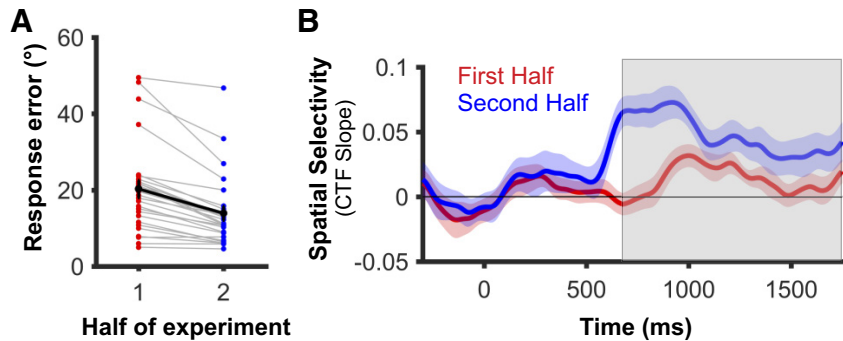 A
Response error (°)
60
40
20
0
1
2
Half of experiment
B
Spatial Selectivity
(CTF Slope)
0.1
0.05
0
-0.05
First Half
Second Half
0
500
1000
1500
Time (ms)